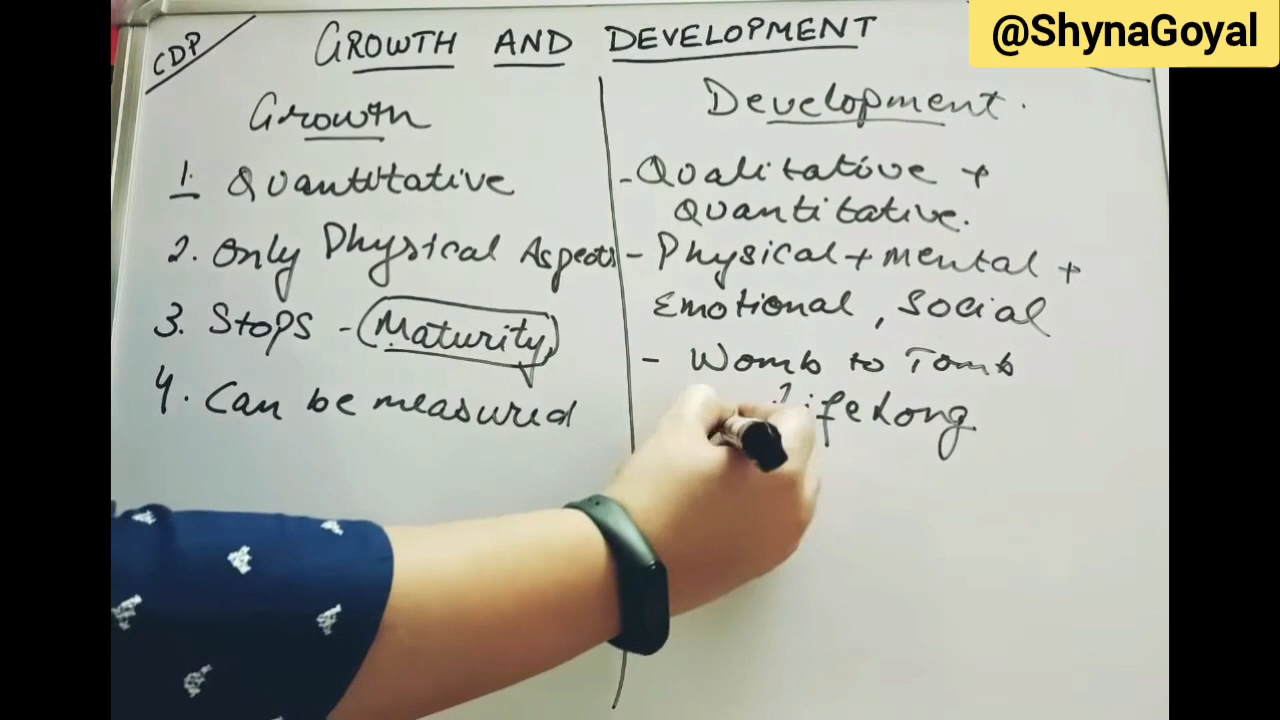 @ShynaGoyal
CDP
GROWTH AND DEVELOPMENT
Growth
1. Quantitative
2. Only Physical Aspects
3. Stops - Maturity
4. Can be measured
Development.
- Qualitative +
Quantitative.
- Physical + mental +
Emotional, Social
- Womb to Tomb
Lifelong